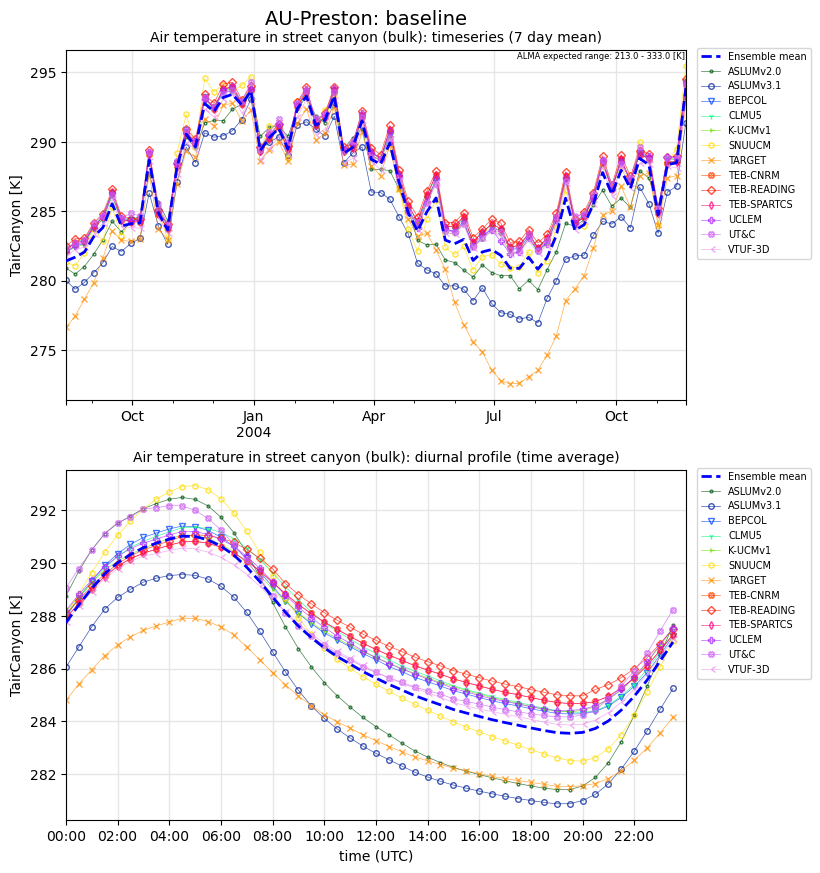 AU-Preston: baseline
Air temperature in street canyon (bulk): timeseries (7 day mean)
ALMA expected range: 213.0 - 333.0 [K]
TairCanyon [K]
295
290
285
280
275
Oct
Jan
2004
Apr
Jul
Oct
Ensemble mean
ASLUMv2.0
ASLUMv3.1
BEPCOL
CLMU5
K-UCMv1
SNUUCM
TARGET
TEB-CNRM
TEB-READING
TEB-SPARTCS
UCLEM
UT&C
VTUF-3D
Air temperature in street canyon (bulk): diurnal profile (time average)
TairCanyon [K]
292
290
288
286
284
282
00:00
02:00
04:00
06:00
08:00
10:00
12:00
14:00
16:00
18:00
20:00
22:00
time (UTC)
Ensemble mean
ASLUMv2.0
ASLUMv3.1
BEPCOL
CLMU5
K-UCMv1
SNUUCM
TARGET
TEB-CNRM
TEB-READING
TEB-SPARTCS
UCLEM
UT&C
VTUF-3D